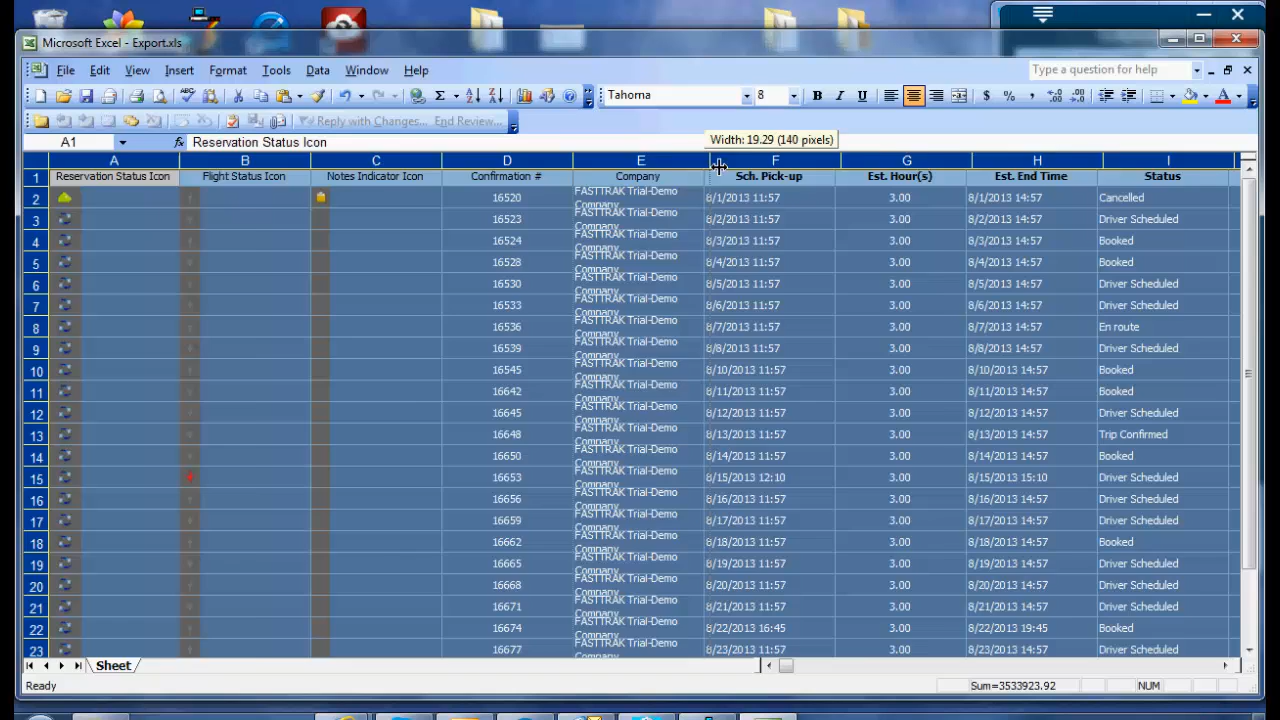 Microsoft Excel - Export.xls
File Edit View Insert Format Tools Data Window Help Type a question for help
Tahoma 8 B I U $ %
Reply with Changes... End Review...
A1 fx Reservation Status Icon
Width: 19.29 (140 pixels)
A B C D E F G H I
1 Reservation Status Icon Flight Status Icon Notes Indicator Icon Confirmation # Company Sch. Pick-up Est. Hour(s) Est. End Time Status
2 16520 FASTTRAK Trial-Demo Company 8/1/2013 11:57 3.00 8/1/2013 14:57 Cancelled
3 16523 FASTTRAK Trial-Demo Company 8/2/2013 11:57 3.00 8/2/2013 14:57 Driver Scheduled
4 16524 FASTTRAK Trial-Demo Company 8/3/2013 11:57 3.00 8/3/2013 14:57 Booked
5 16528 FASTTRAK Trial-Demo Company 8/4/2013 11:57 3.00 8/4/2013 14:57 Booked
6 16530 FASTTRAK Trial-Demo Company 8/5/2013 11:57 3.00 8/5/2013 14:57 Driver Scheduled
7 16533 FASTTRAK Trial-Demo Company 8/6/2013 11:57 3.00 8/6/2013 14:57 Driver Scheduled
8 16536 FASTTRAK Trial-Demo Company 8/7/2013 11:57 3.00 8/7/2013 14:57 En route
9 16539 FASTTRAK Trial-Demo Company 8/8/2013 11:57 3.00 8/8/2013 14:57 Driver Scheduled
10 16545 FASTTRAK Trial-Demo Company 8/10/2013 11:57 3.00 8/10/2013 14:57 Booked
11 16642 FASTTRAK Trial-Demo Company 8/11/2013 11:57 3.00 8/11/2013 14:57 Booked
12 16645 FASTTRAK Trial-Demo Company 8/12/2013 11:57 3.00 8/12/2013 14:57 Driver Scheduled
13 16648 FASTTRAK Trial-Demo Company 8/13/2013 11:57 3.00 8/13/2013 14:57 Trip Confirmed
14 16650 FASTTRAK Trial-Demo Company 8/14/2013 11:57 3.00 8/14/2013 14:57 Booked
15 16653 FASTTRAK Trial-Demo Company 8/15/2013 12:10 3.00 8/15/2013 15:10 Driver Scheduled
16 16656 FASTTRAK Trial-Demo Company 8/16/2013 11:57 3.00 8/16/2013 14:57 Driver Scheduled
17 16659 FASTTRAK Trial-Demo Company 8/17/2013 11:57 3.00 8/17/2013 14:57 Driver Scheduled
18 16662 FASTTRAK Trial-Demo Company 8/18/2013 11:57 3.00 8/18/2013 14:57 Booked
19 16665 FASTTRAK Trial-Demo Company 8/19/2013 11:57 3.00 8/19/2013 14:57 Driver Scheduled
20 16668 FASTTRAK Trial-Demo Company 8/20/2013 11:57 3.00 8/20/2013 14:57 Driver Scheduled
21 16671 FASTTRAK Trial-Demo Company 8/21/2013 11:57 3.00 8/21/2013 14:57 Driver Scheduled
22 16674 FASTTRAK Trial-Demo Company 8/22/2013 16:45 3.00 8/22/2013 19:45 Booked
23 16677 FASTTRAK Trial-Demo Company 8/23/2013 11:57 3.00 8/23/2013 14:57 Driver Scheduled
Sheet
Ready Sum=3533923.92 NUM